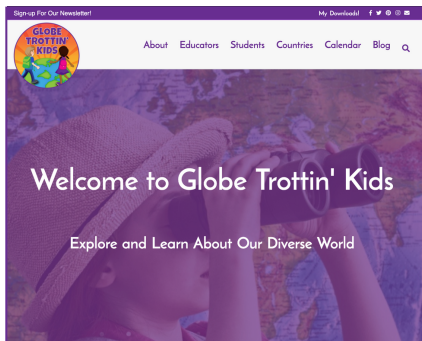 Sign-up For Our Newsletter!
My Downloads!
GLOBE
TROTTIN'
KIDS
About Educators Students Countries Calendar Blog
Welcome to Globe Trottin' Kids
Explore and Learn About Our Diverse World